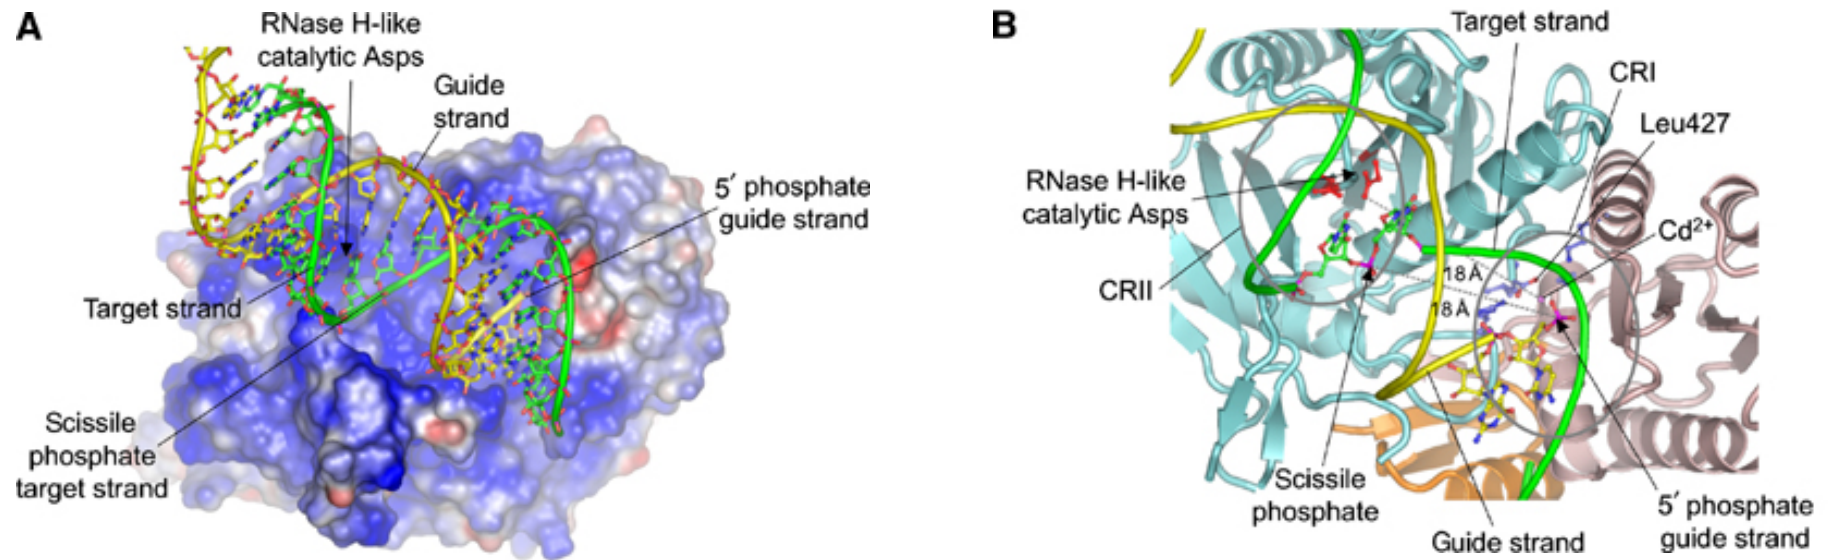 A
RNase H-like
catalytic Asps
Guide
strand
5′ phosphate
guide strand
Target strand
Scissile
phosphate
target strand
B
Target strand
CRI
Leu427
RNase H-like
catalytic Asps
Cd²⁺
CRII
18 Å
18 Å
Scissile
phosphate
Guide strand
5′ phosphate
guide strand